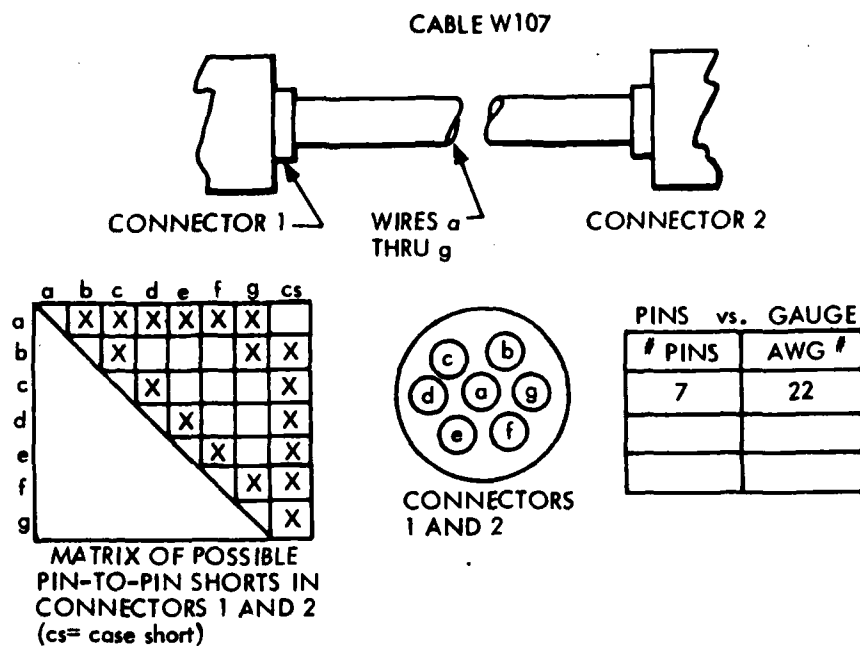 CABLE W107
CONNECTOR 1
WIRES a
THRU g
CONNECTOR 2
a b c d e f g cs
a X X X X X X
b X X X
c X X
d X X
e X X
f X X
g X
MATRIX OF POSSIBLE
PIN-TO-PIN SHORTS IN
CONNECTORS 1 AND 2
(cs= case short)
c b
d a g
e f
CONNECTORS
1 AND 2
PINS vs. GAUGE
# PINS AWG #
7 22